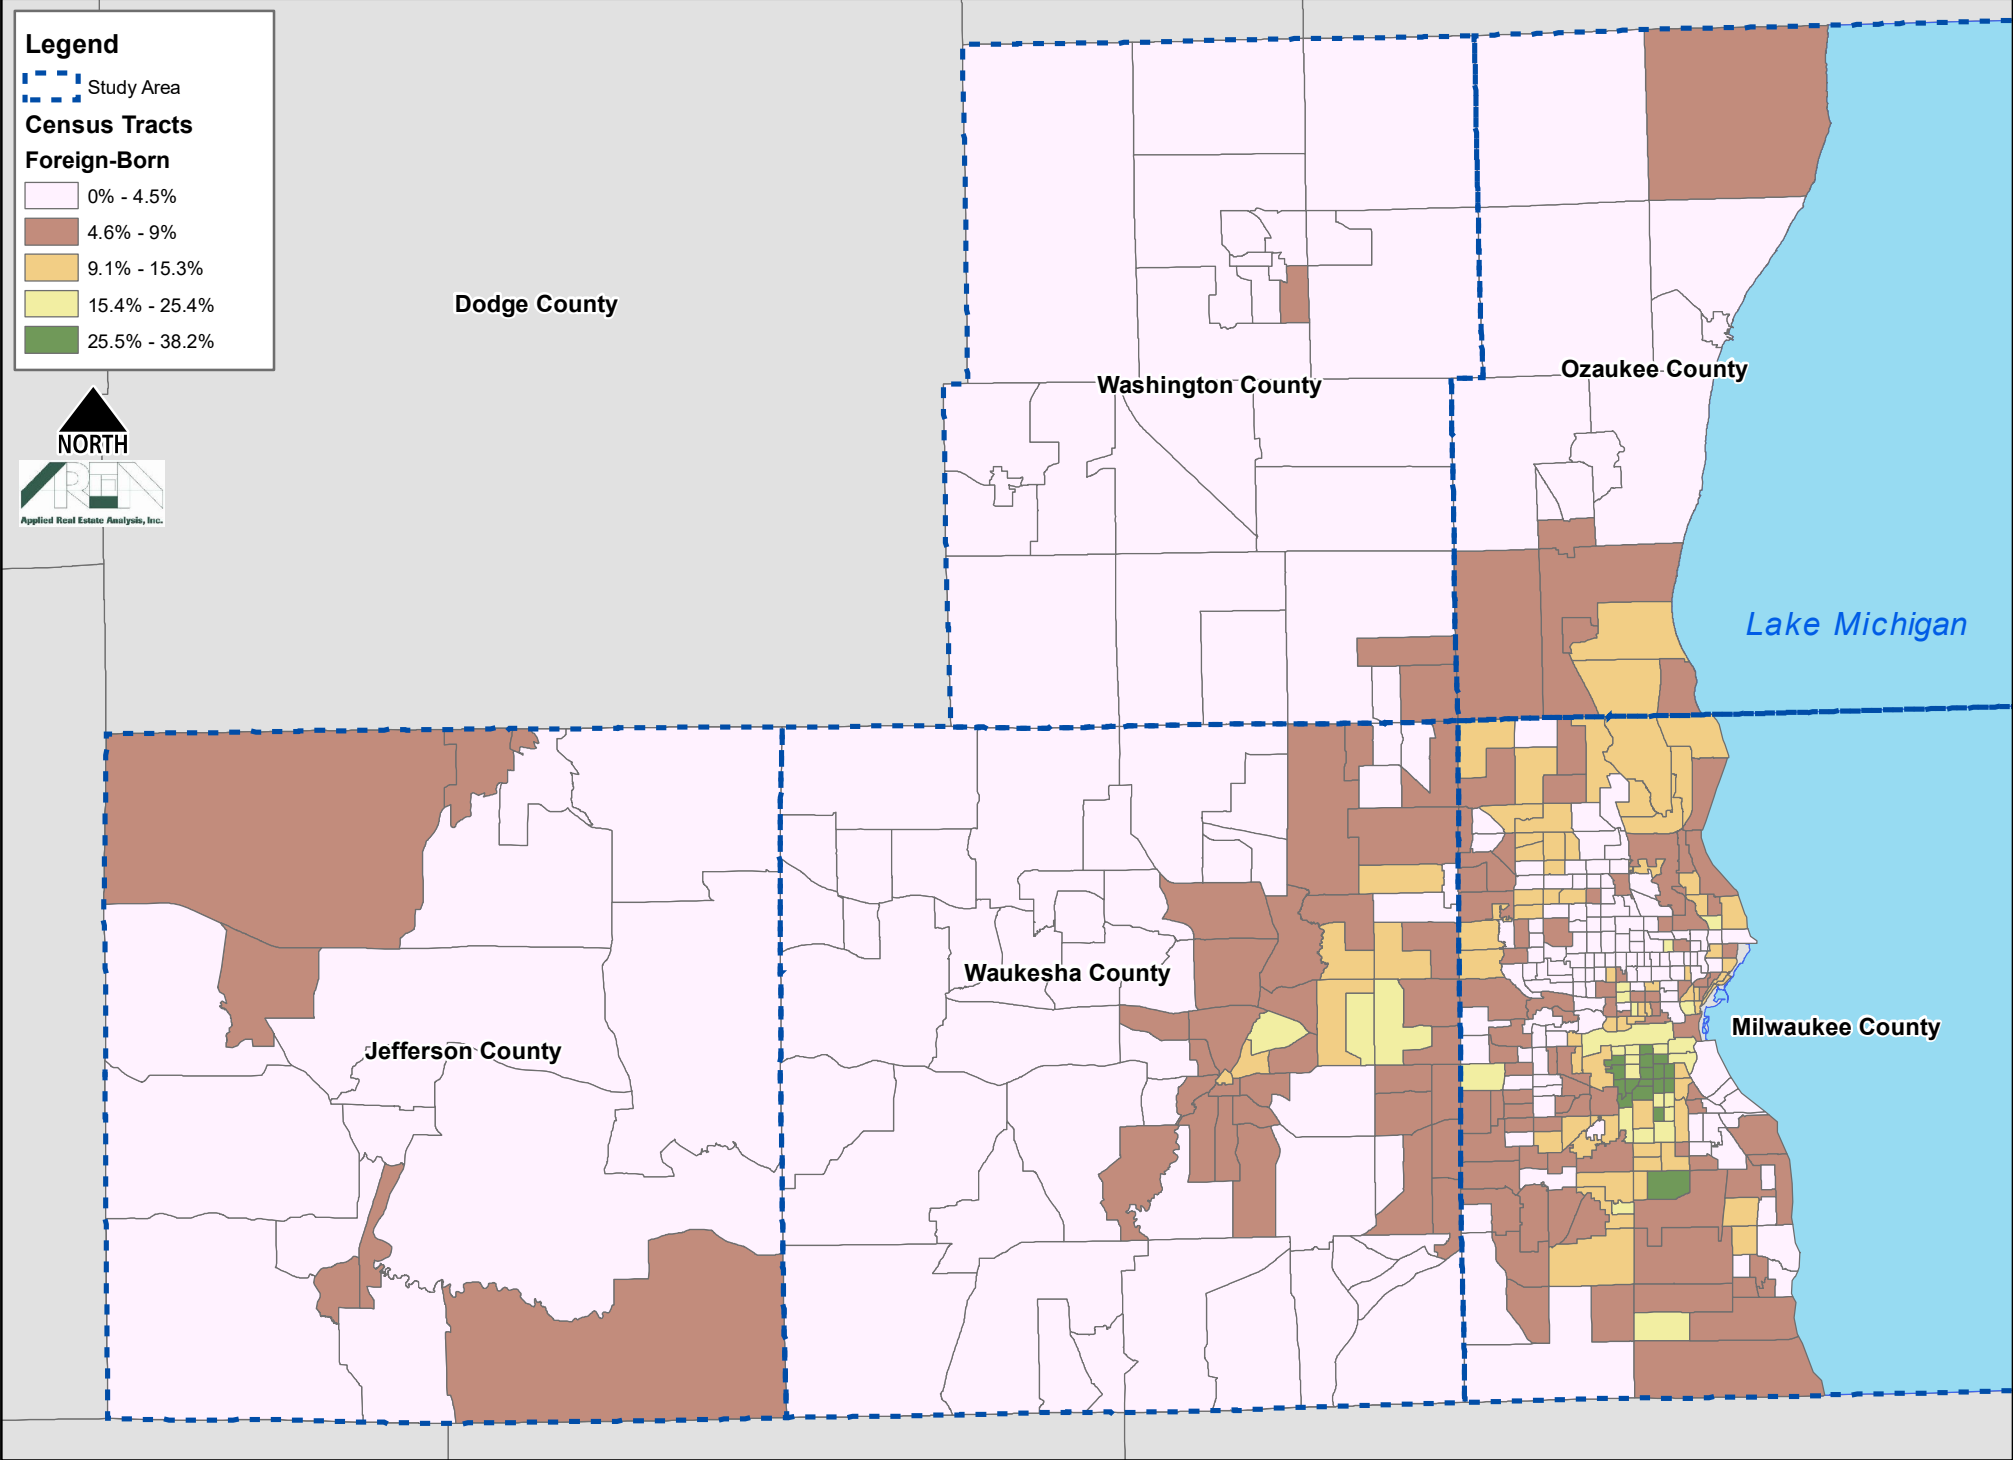 Legend
Study Area
Census Tracts
Foreign-Born
0% - 4.5%
4.6% - 9%
9.1% - 15.3%
15.4% - 25.4%
25.5% - 38.2%
NORTH
AREA
Applied Real Estate Analysis, Inc.
Dodge County
Washington County
Ozaukee County
Lake Michigan
Waukesha County
Milwaukee County
Jefferson County